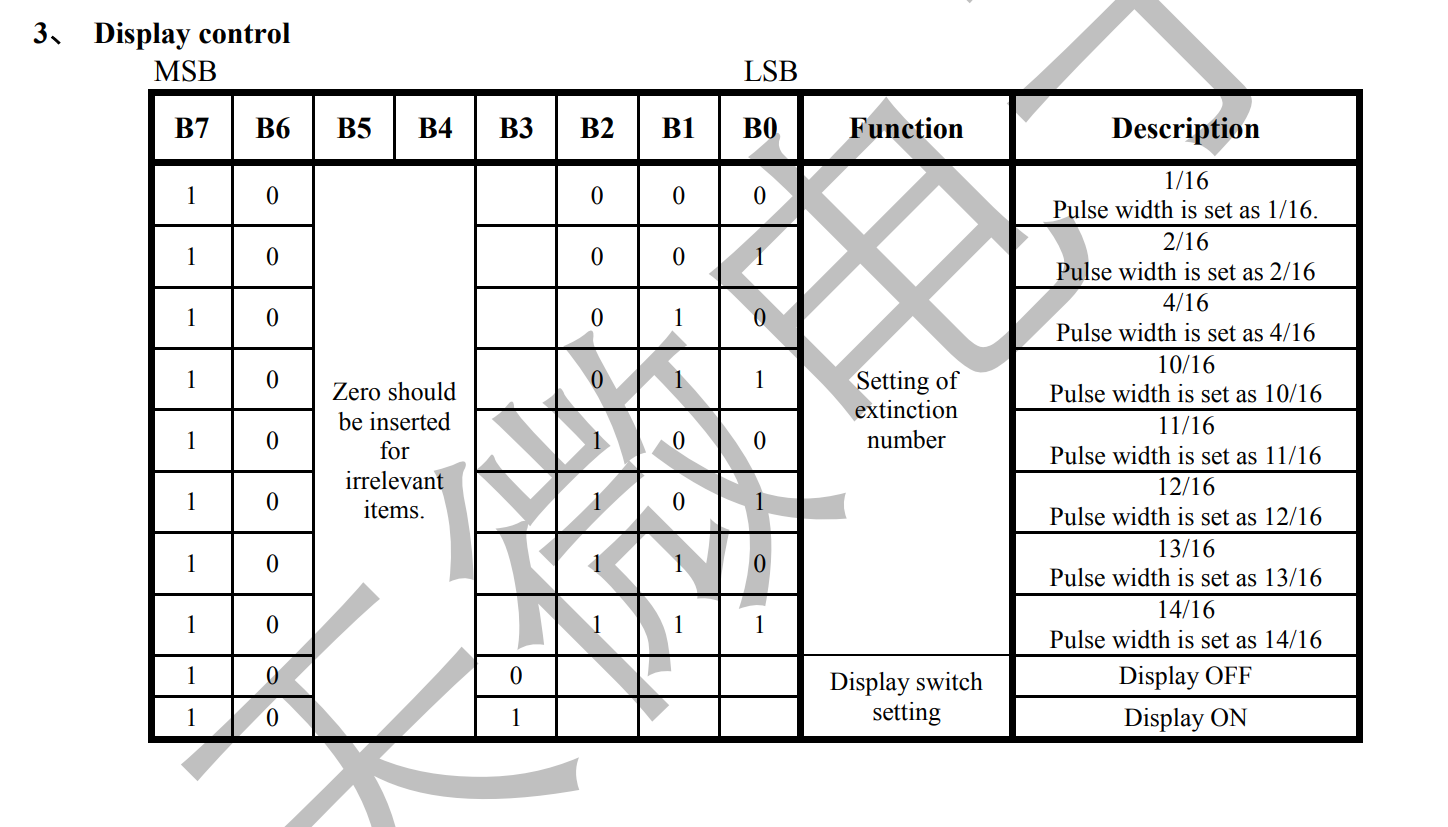 3、 Display control
MSB LSB
B7 B6 B5 B4 B3 B2 B1 B0 Function Description
1 0 0 0 0 1/16
Pulse width is set as 1/16.
1 0 0 0 1 2/16
Pulse width is set as 2/16
1 0 0 1 0 4/16
Pulse width is set as 4/16
1 0 0 1 1 10/16
Pulse width is set as 10/16
1 0 1 0 0 11/16
Pulse width is set as 11/16
1 0 1 0 1 12/16
Pulse width is set as 12/16
1 0 1 1 0 13/16
Pulse width is set as 13/16
1 0 1 1 1 14/16
Pulse width is set as 14/16
Zero should
be inserted
for
irrelevant
items.
Setting of
extinction
number
1 0 0 Display OFF
1 0 1 Display ON
Display switch
setting
天微电